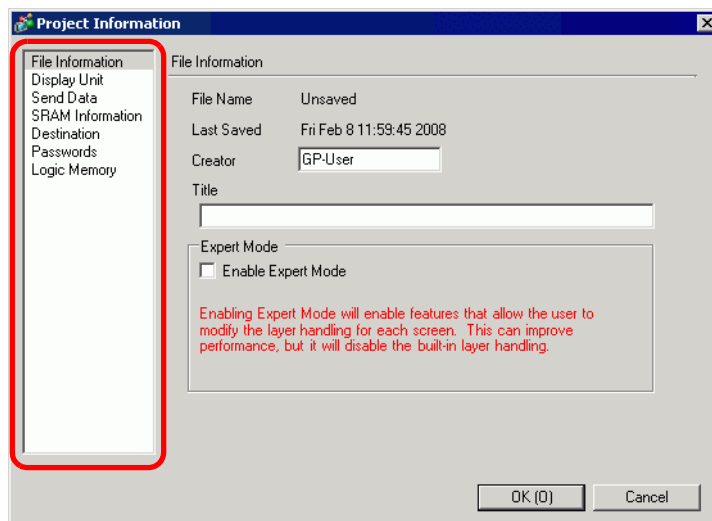 Project Information
File Information
Display Unit
Send Data
SRAM Information
Destination
Passwords
Logic Memory
File Information
File Name Unsaved
Last Saved Fri Feb 8 11:59:45 2008
Creator GP-User
Title
Expert Mode
Enable Expert Mode
Enabling Expert Mode will enable features that allow the user to
modify the layer handling for each screen. This can improve
performance, but it will disable the built-in layer handling.
OK (O) Cancel